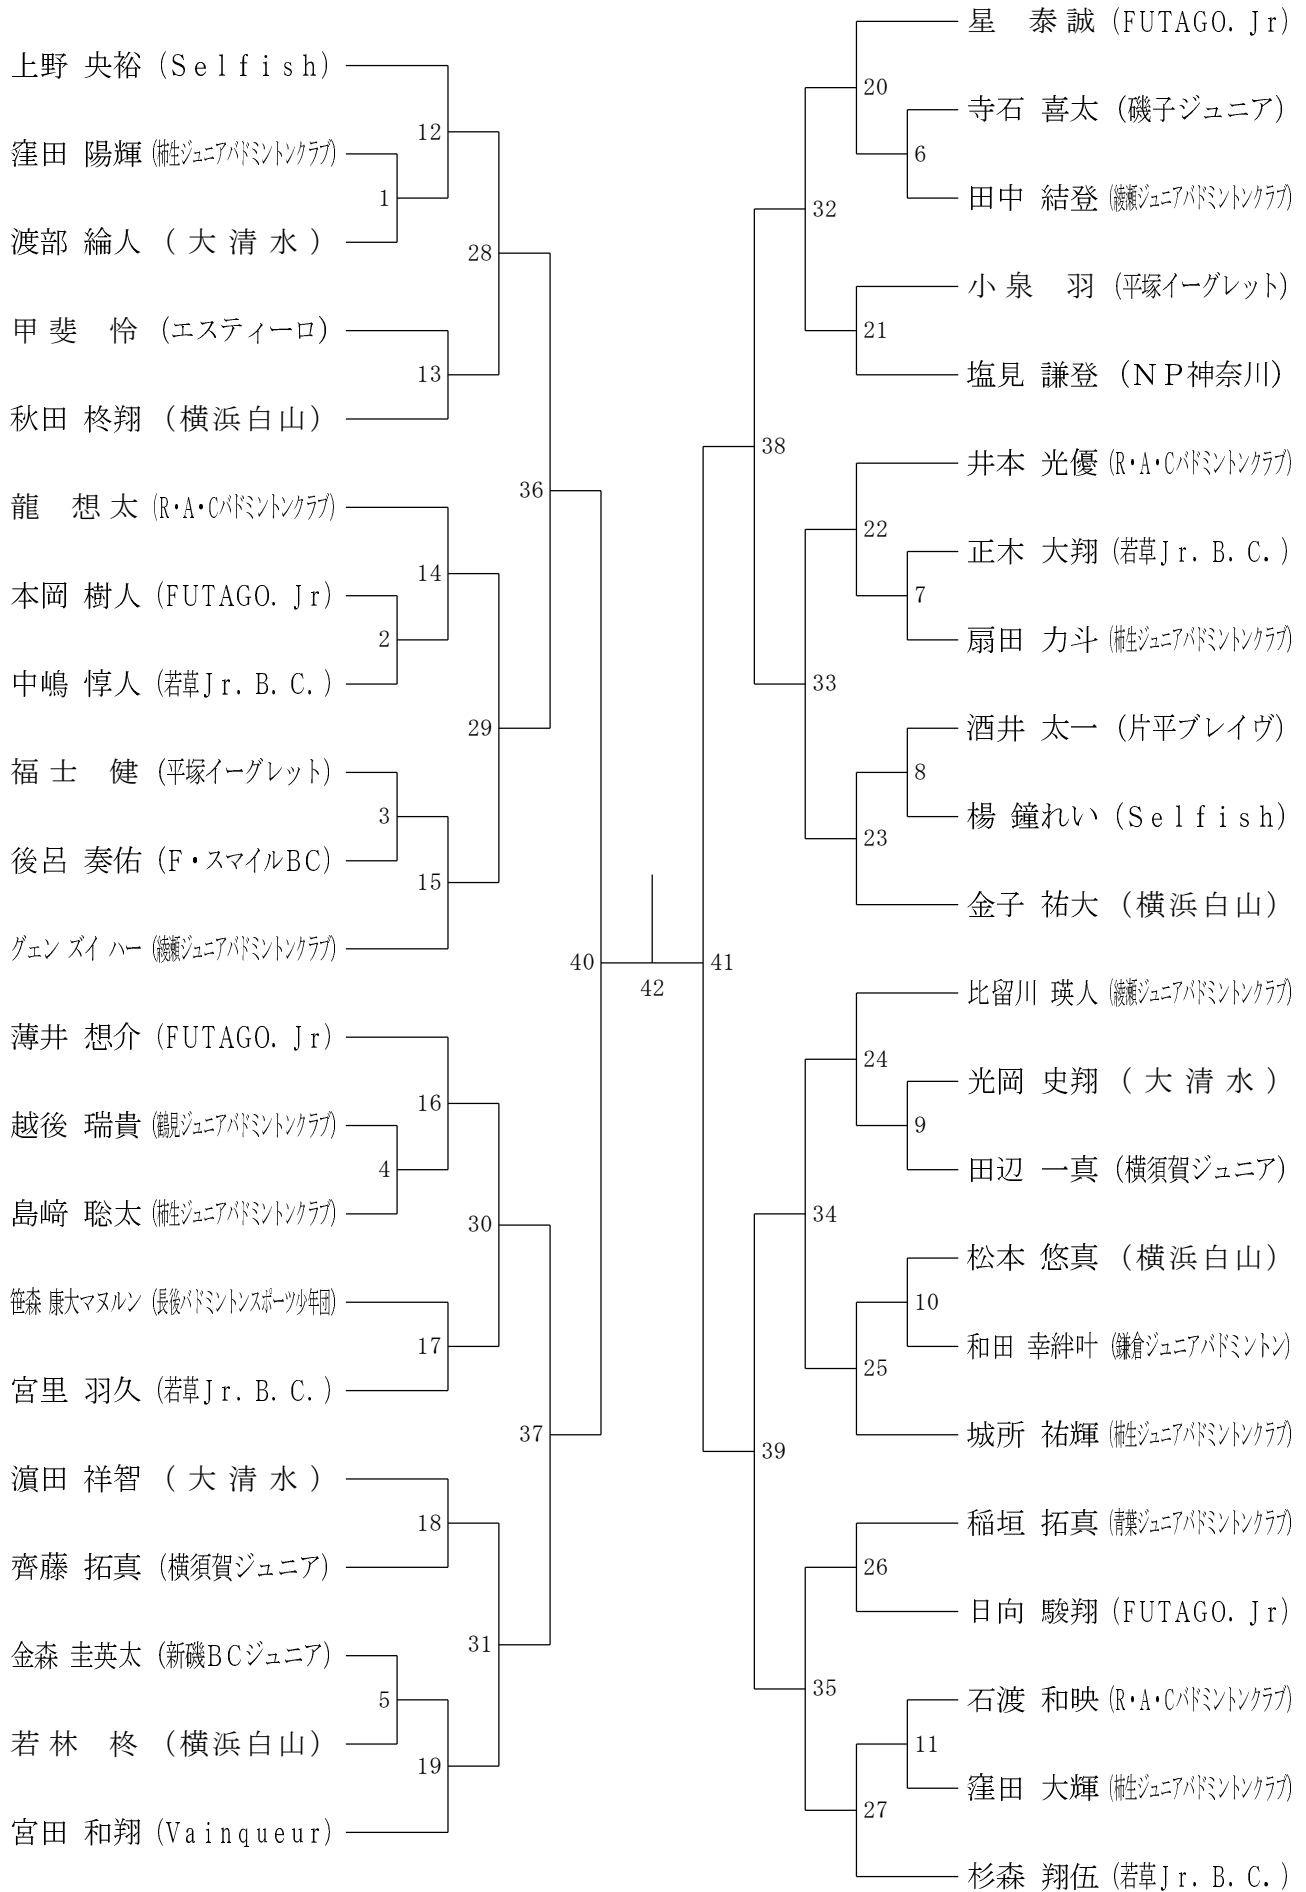 上野 央裕 (Selfish)
12
窪田 陽輝 (柿生ジュニアバドミントンクラブ)
1
渡部 綸人 (大清水)
28
甲斐 怜 (エスティーロ)
13
秋田 柊翔 (横浜白山)
36
龍 想太 (R・A・Cバドミントンクラブ)
14
本岡 樹人 (FUTAGO. Jr)
2
中嶋 惇人 (若草Jr. B. C. )
29
福士 健 (平塚イーグレット)
3
後呂 奏佑 (F・スマイルBC)
15
グェン ズイ ハー (綾瀬ジュニアバドミントンクラブ)
40
薄井 想介 (FUTAGO. Jr)
16
越後 瑞貴 (鶴見ジュニアバドミントンクラブ)
4
島﨑 聡太 (柿生ジュニアバドミントンクラブ)
30
笹森 康大マヌルン (長後バドミントンスポーツ少年団)
17
宮里 羽久 (若草Jr. B. C. )
37
濵田 祥智 (大清水)
18
齊藤 拓真 (横須賀ジュニア)
31
金森 圭英太 (新磯BCジュニア)
5
若林 柊 (横浜白山)
19
宮田 和翔 (Vainqueur)
42
星 泰誠 (FUTAGO. Jr)
20
寺石 喜太 (磯子ジュニア)
6
田中 結登 (綾瀬ジュニアバドミントンクラブ)
32
小泉 羽 (平塚イーグレット)
21
塩見 謙登 (NP神奈川)
38
井本 光優 (R・A・Cバドミントンクラブ)
22
正木 大翔 (若草Jr. B. C. )
7
扇田 力斗 (柿生ジュニアバドミントンクラブ)
33
酒井 太一 (片平ブレイヴ)
8
楊 鐘れい (Selfish)
23
金子 祐大 (横浜白山)
41
比留川 瑛人 (綾瀬ジュニアバドミントンクラブ)
24
光岡 史翔 (大清水)
9
田辺 一真 (横須賀ジュニア)
34
松本 悠真 (横浜白山)
10
和田 幸絆叶 (鎌倉ジュニアバドミントン)
25
城所 祐輝 (柿生ジュニアバドミントンクラブ)
39
稲垣 拓真 (青葉ジュニアバドミントンクラブ)
26
日向 駿翔 (FUTAGO. Jr)
35
石渡 和映 (R・A・Cバドミントンクラブ)
11
窪田 大輝 (柿生ジュニアバドミントンクラブ)
27
杉森 翔伍 (若草Jr. B. C. )